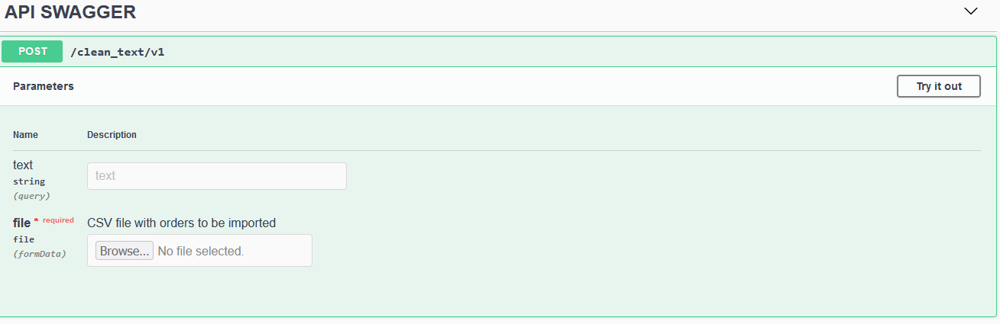 API SWAGGER
POST /clean_text/v1
Parameters Try it out
Name Description
text
string
(query)
text
file * required
file
(formData)
CSV file with orders to be imported
Browse... No file selected.